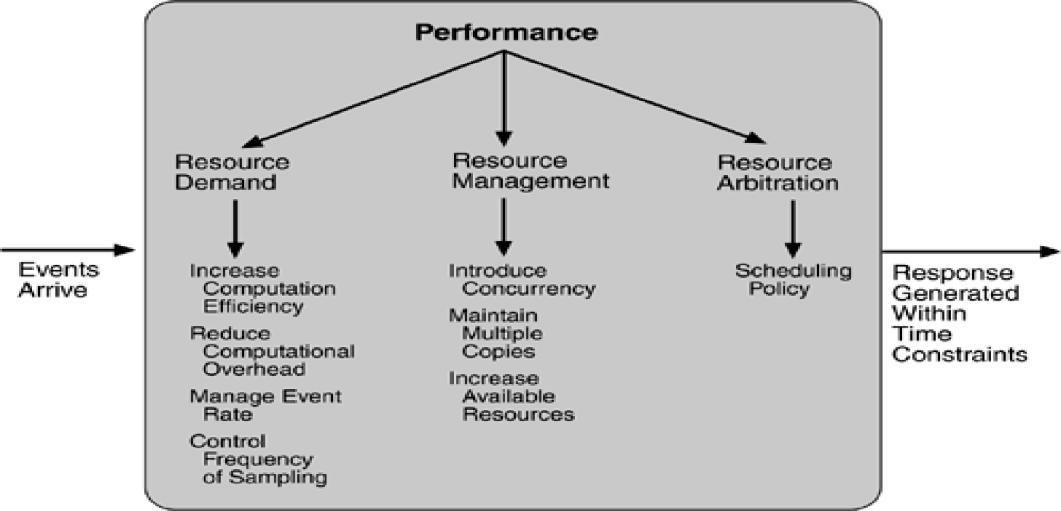 Performance
Resource
Demand
Resource
Management
Resource
Arbitration
Events
Arrive
Increase
Computation
Efficiency
Reduce
Computational
Overhead
Manage Event
Rate
Control
Frequency
of Sampling
Introduce
Concurrency
Maintain
Multiple
Copies
Increase
Available
Resources
Scheduling
Policy
Response
Generated
Within
Time
Constraints